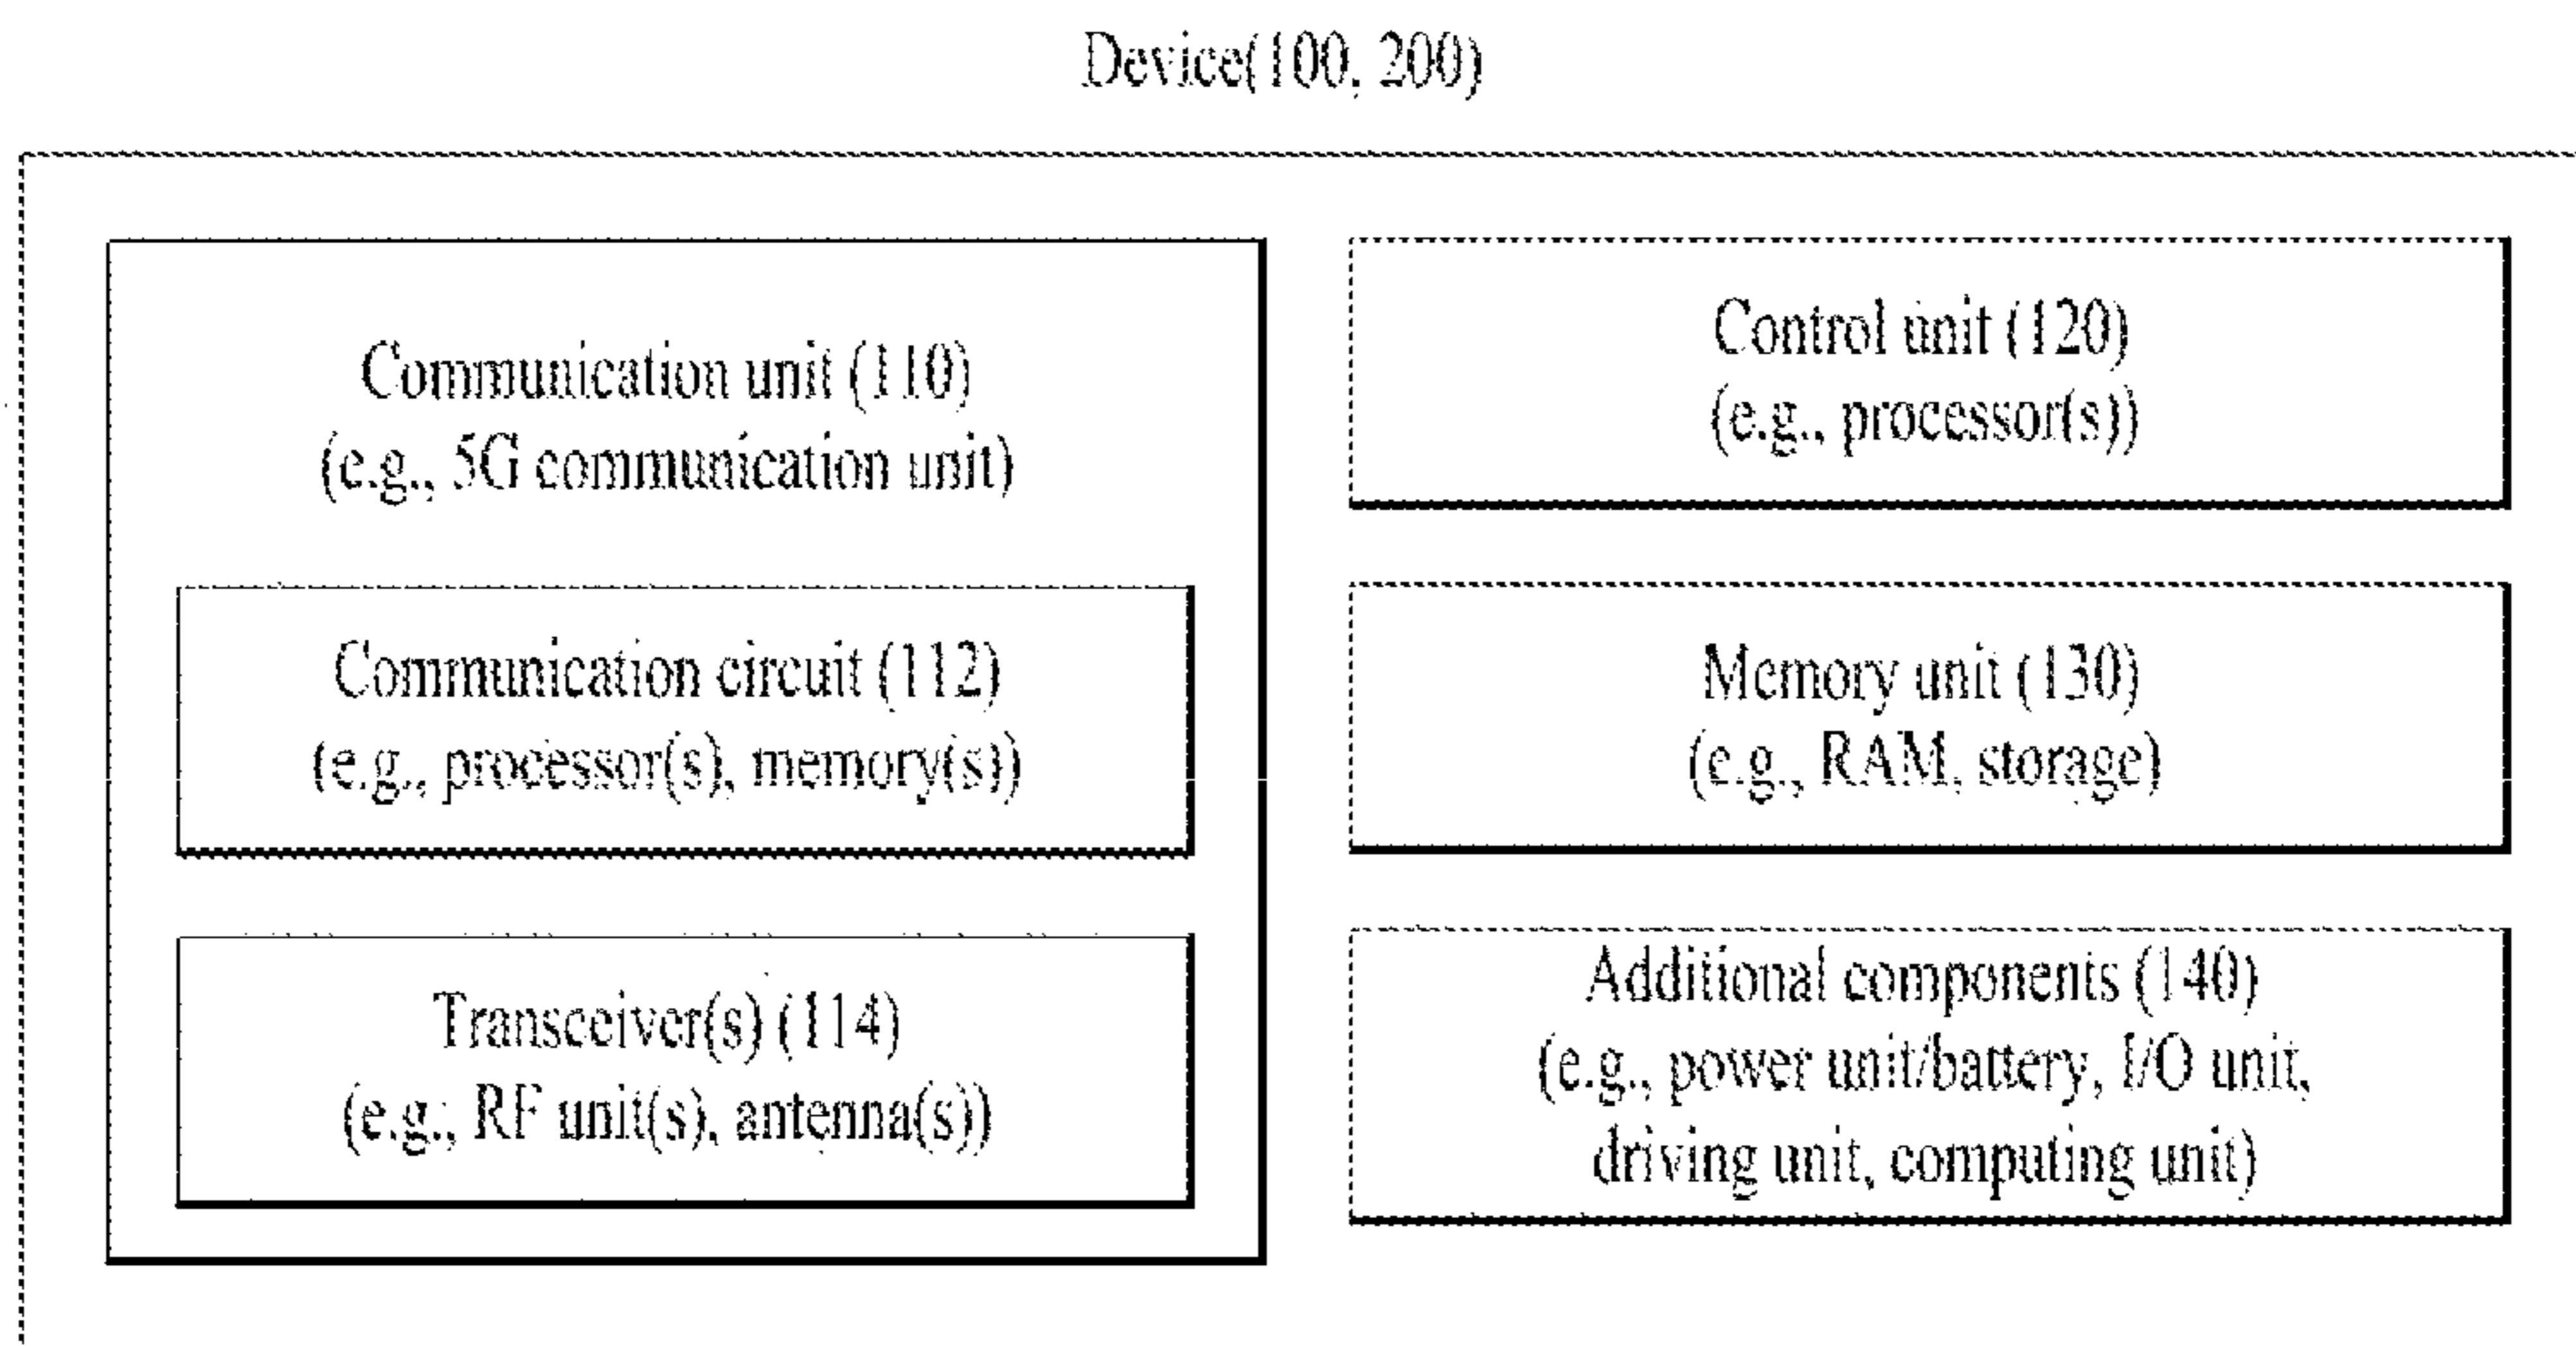 Device(100, 200)
Communication unit (110)
(e.g., 5G communication unit)
Communication circuit (112)
(e.g., processor(s), memory(s))
Transceiver(s) (114)
(e.g., RF unit(s), antenna(s))
Control unit (120)
(e.g., processor(s))
Memory unit (130)
(e.g., RAM, storage)
Additional components (140)
(e.g., power unit/battery, I/O unit,
driving unit, computing unit)